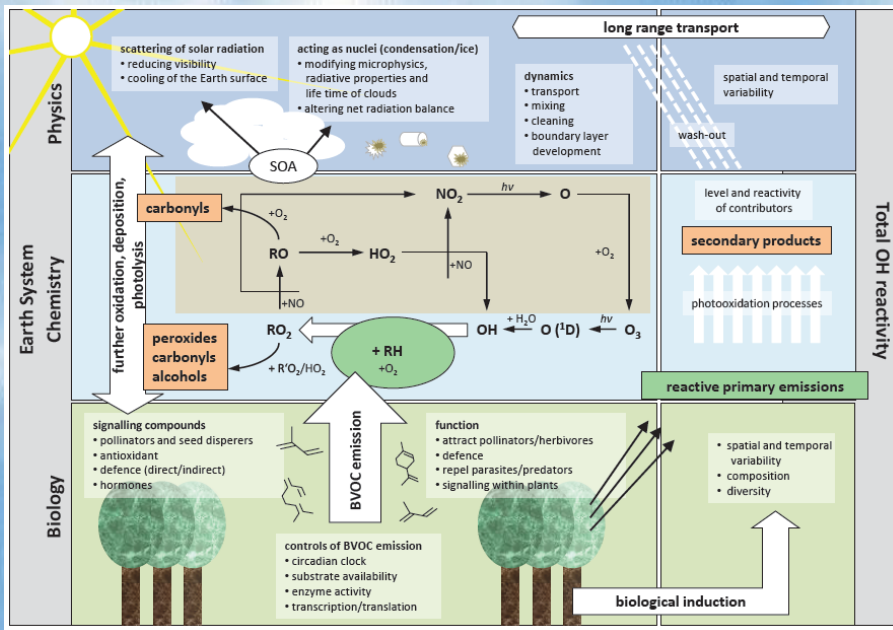 Earth System
Physics
Chemistry
Biology
Total OH reactivity
scattering of solar radiation
• reducing visibility
• cooling of the Earth surface
acting as nuclei (condensation/ice)
• modifying microphysics,
radiative properties and
life time of clouds
• altering net radiation balance
dynamics
• transport
• mixing
• cleaning
• boundary layer
development
long range transport
spatial and temporal
variability
wash-out
SOA
further oxidation, deposition,
photolysis
carbonyls
+O₂
RO
+O₂
HO₂
NO₂
hν
O
+NO
+O₂
+NO
RO₂
OH
+ H₂O
O (¹D)
hν
O₃
peroxides
carbonyls
alcohols
+ R'O₂/HO₂
+ RH
+O₂
level and reactivity
of contributors
secondary products
photooxidation processes
reactive primary emissions
signalling compounds
• pollinators and seed disperers
• antioxidant
• defence (direct/indirect)
• hormones
BVOC emission
function
• attract pollinators/herbivores
• defence
• repel parasites/predators
• signalling within plants
• spatial and temporal
variability
• composition
• diversity
controls of BVOC emission
• circadian clock
• substrate availability
• enzyme activity
• transcription/translation
biological induction